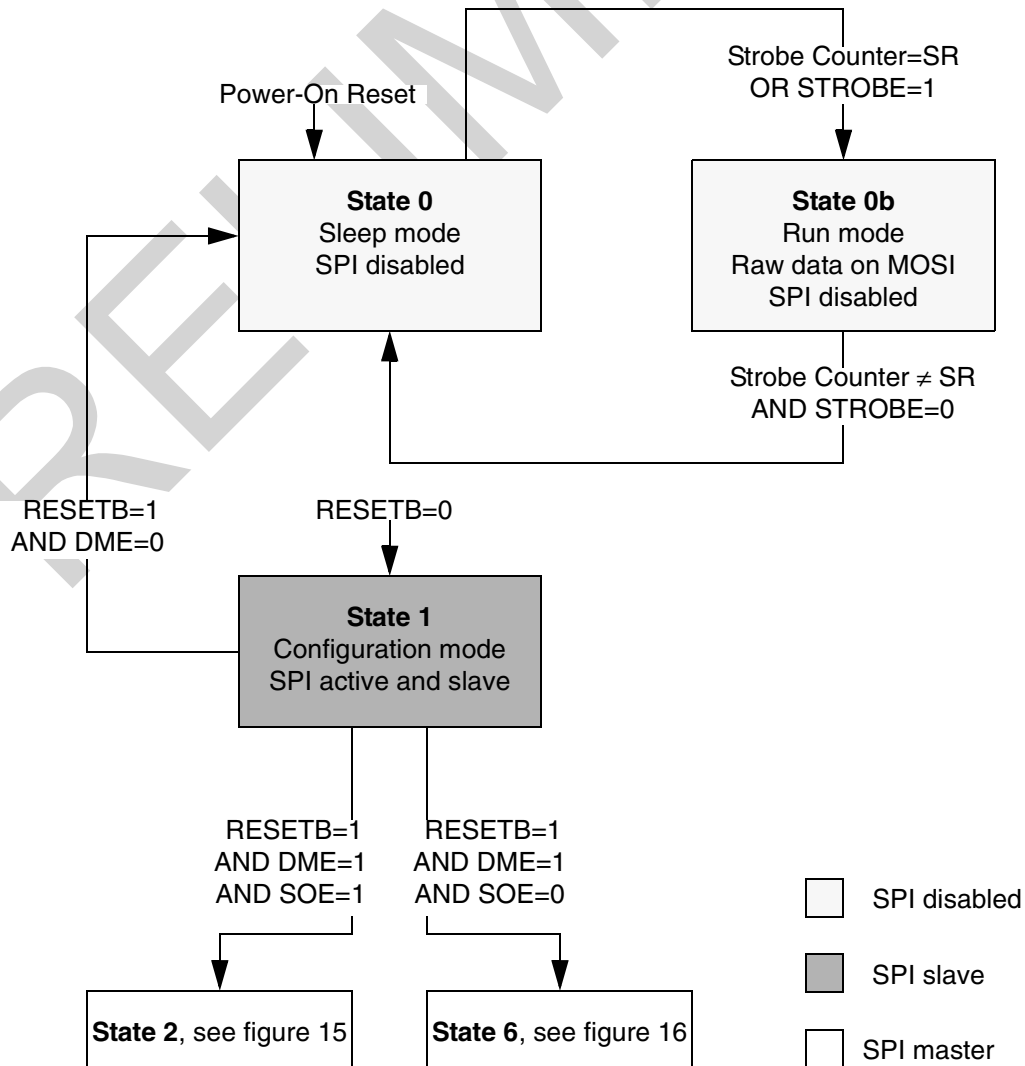 Strobe Counter=SR
OR STROBE=1
Power-On Reset
State 0
Sleep mode
SPI disabled
State 0b
Run mode
Raw data on MOSI
SPI disabled
Strobe Counter ≠ SR
AND STROBE=0
RESETB=1
AND DME=0
RESETB=0
State 1
Configuration mode
SPI active and slave
RESETB=1
AND DME=1
AND SOE=1
RESETB=1
AND DME=1
AND SOE=0
State 2, see figure 15
State 6, see figure 16
SPI disabled
SPI slave
SPI master